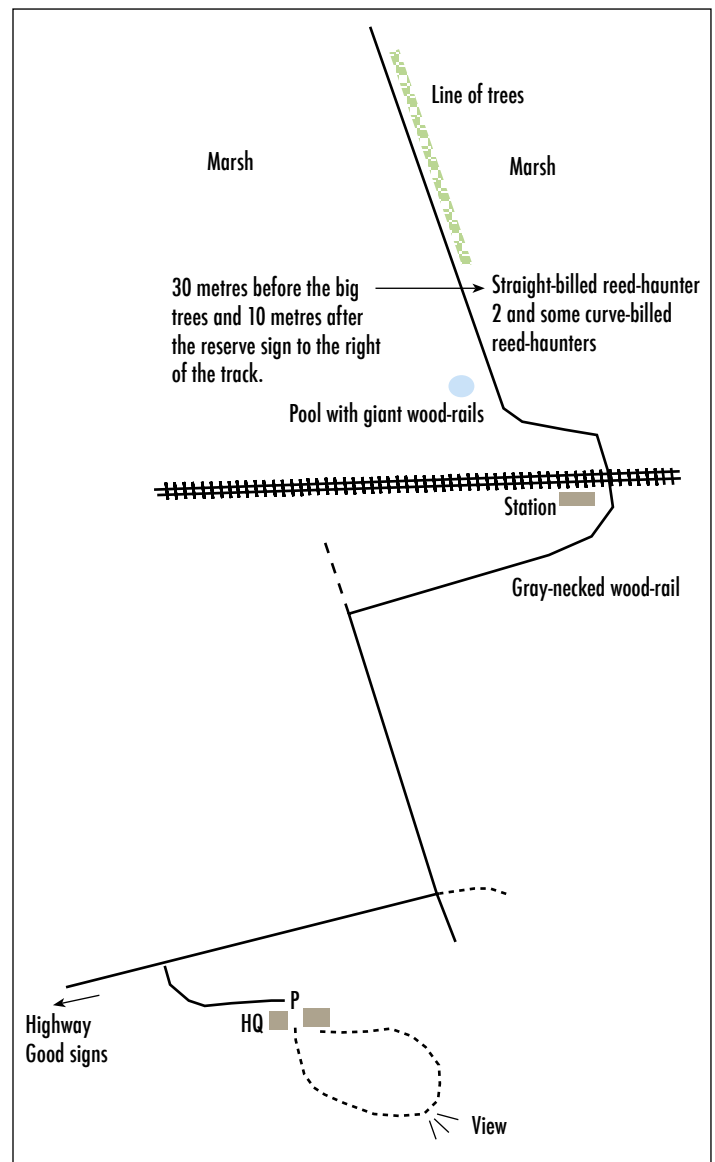 Line of trees
Marsh
Marsh
30 metres before the big
trees and 10 metres after
the reserve sign to the right
of the track.
Straight-billed reed-haunter
2 and some curve-billed
reed-haunters
Pool with giant wood-rails
Station
Gray-necked wood-rail
P
HQ
Highway
Good signs
View